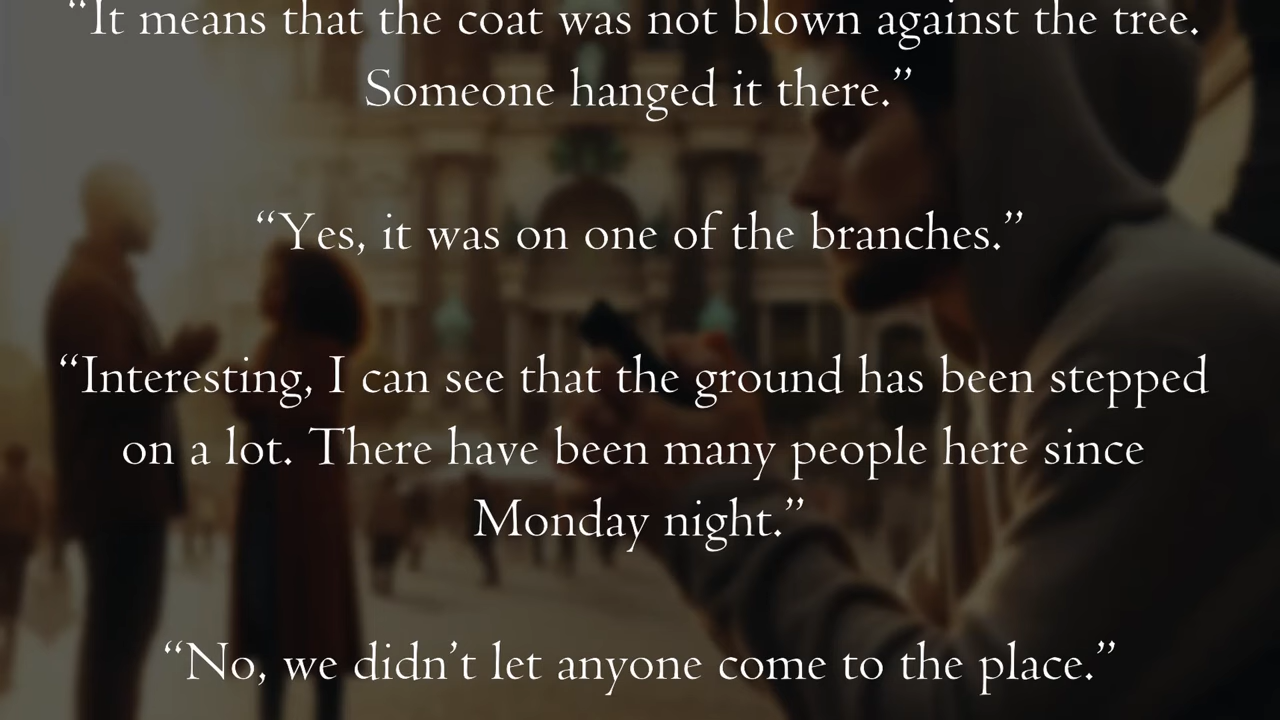 “It means that the coat was not blown against the tree.
Someone hanged it there.”
“Yes, it was on one of the branches.”
“Interesting, I can see that the ground has been stepped
on a lot. There have been many people here since
Monday night.”
“No, we didn’t let anyone come to the place.”